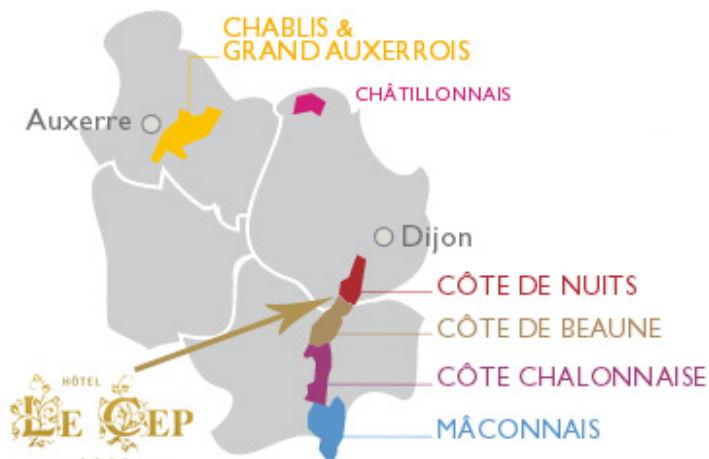 CHABLIS &
GRAND AUXERROIS
CHÂTILLONNAIS
Auxerre
Dijon
CÔTE DE NUITS
CÔTE DE BEAUNE
CÔTE CHALONNAISE
MÂCONNAIS
HÔTEL
LE CEP